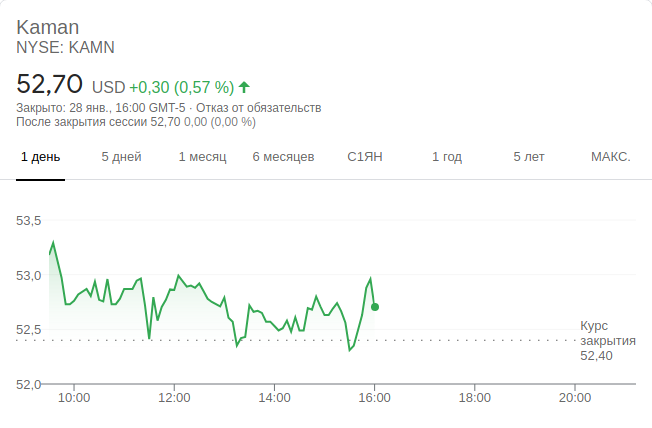 Kaman
NYSE: KAMN
52,70 USD +0,30 (0,57 %)
Закрыто: 28 янв., 16:00 GMT-5 · Отказ от обязательств
После закрытия сессии 52,70 0,00 (0,00 %)
1 день 5 дней 1 месяц 6 месяцев С1ЯН 1 год 5 лет МАКС.
53,5
53,0
52,5
Курс
закрытия
52,40
52,0
10:00 12:00 14:00 16:00 18:00 20:00